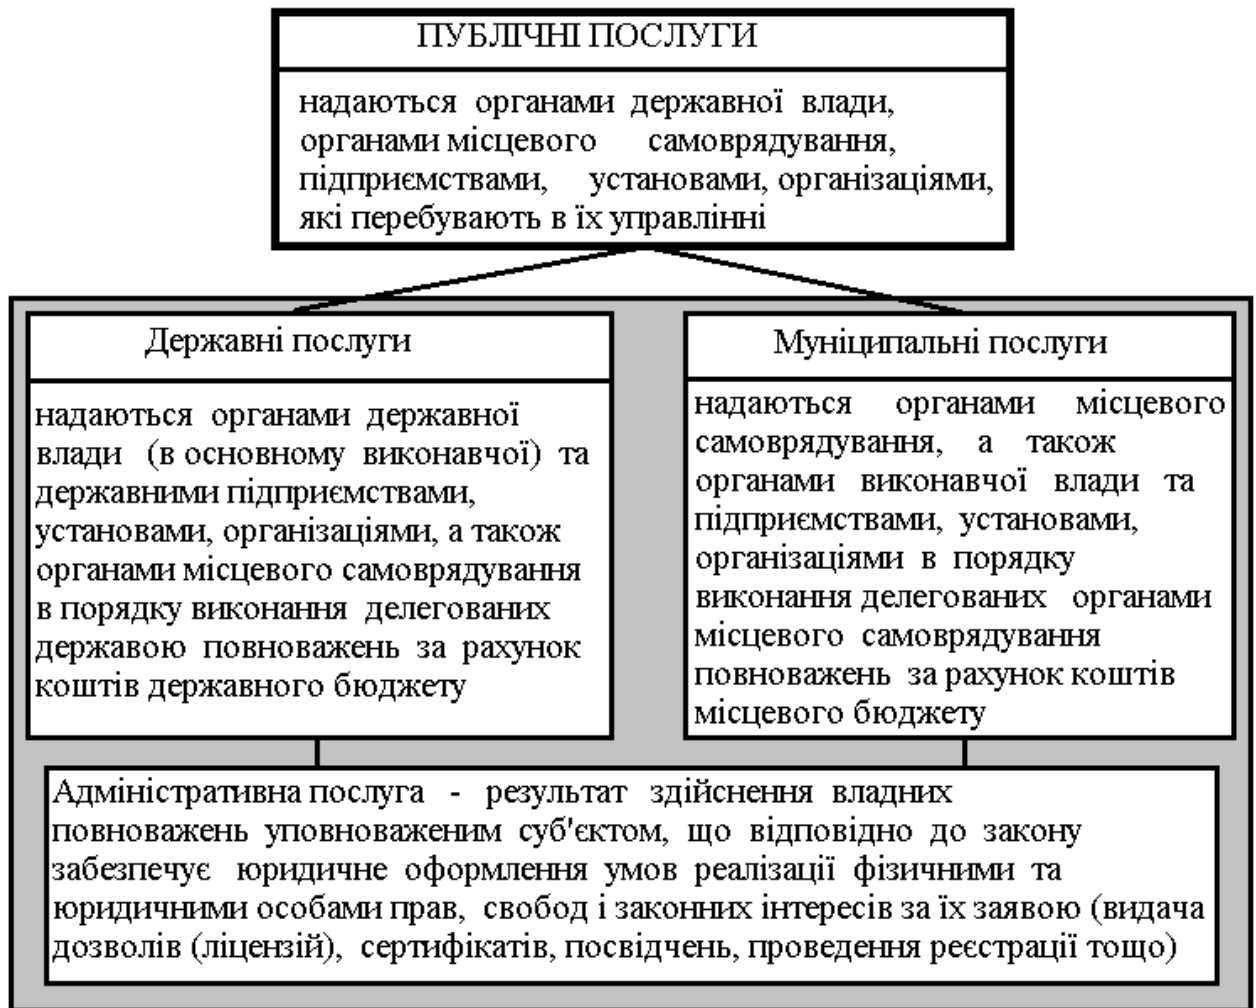 ПУБЛІЧНІ ПОСЛУГИ
надаються органами державної влади,
органами місцевого самоврядування,
підприємствами, установами, організаціями,
які перебувають в їх управлінні
Державні послуги
надаються органами державної
влади (в основному виконавчої) та
державними підприємствами,
установами, організаціями, а також
органами місцевого самоврядування
в порядку виконання делегованих
державою повноважень за рахунок
коштів державного бюджету
Муніципальні послуги
надаються органами місцевого
самоврядування, а також
органами виконавчої влади та
підприємствами, установами,
організаціями в порядку
виконання делегованих органами
місцевого самоврядування
повноважень за рахунок коштів
місцевого бюджету
Адміністративна послуга - результат здійснення владних
повноважень уповноваженим суб'єктом, що відповідно до закону
забезпечує юридичне оформлення умов реалізації фізичними та
юридичними особами прав, свобод і законних інтересів за їх заявою (видача
дозволів (ліцензій), сертифікатів, посвідчень, проведення реєстрації тощо)